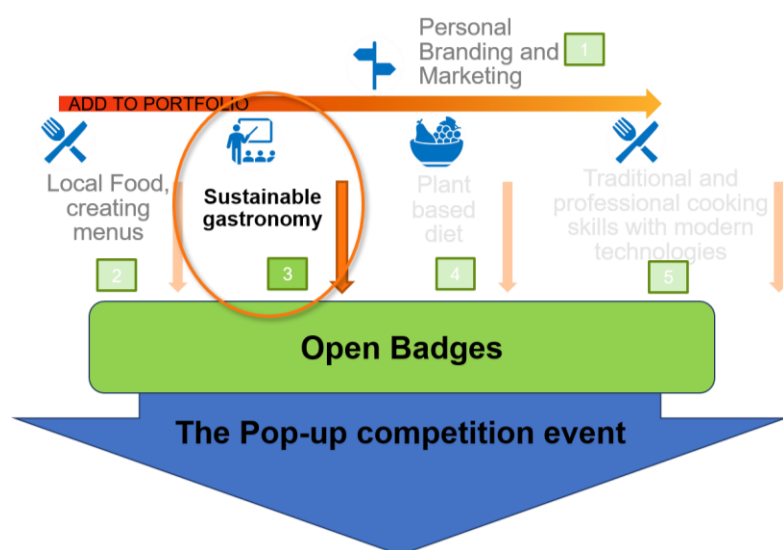 Personal
Branding and
Marketing
1
ADD TO PORTFOLIO
Local Food,
creating
menus
2
Sustainable
gastronomy
3
Plant
based
diet
4
Traditional and
professional cooking
skills with modern
technologies
5
Open Badges
The Pop-up competition event